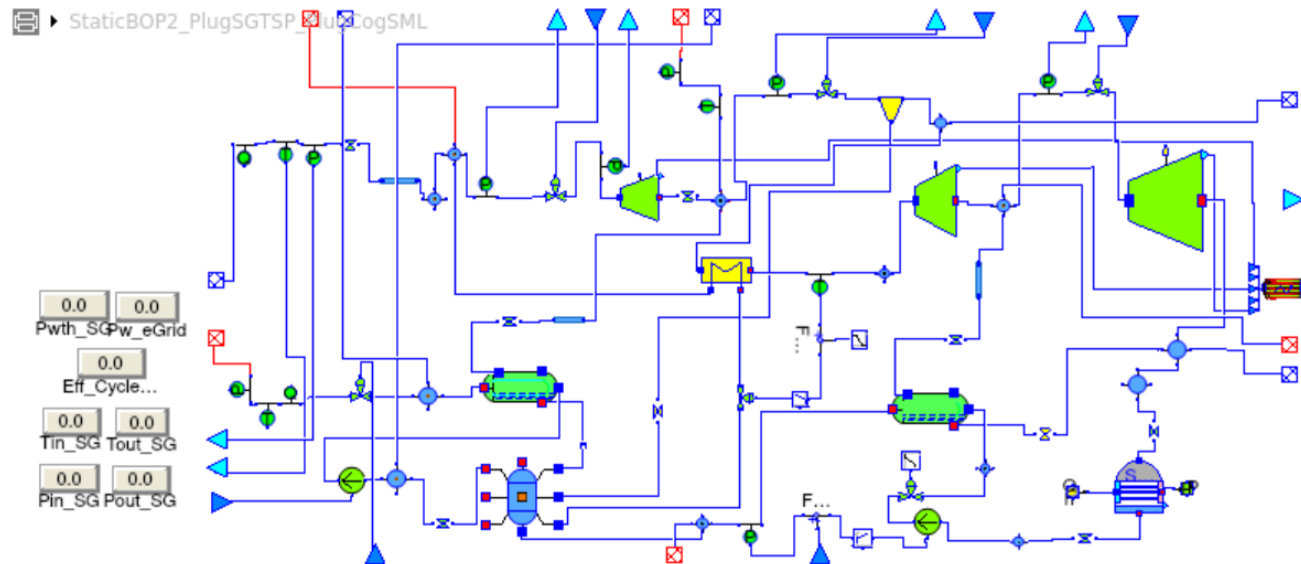 StaticBOP2_PlugSGTSP_PlugCogSML
F...
F...
S
0.0
0.0
Pwth_SG
Pw_eGrid
0.0
Eff_Cycle...
0.0
0.0
Tin_SG
Tout_SG
0.0
0.0
Pin_SG
Pout_SG